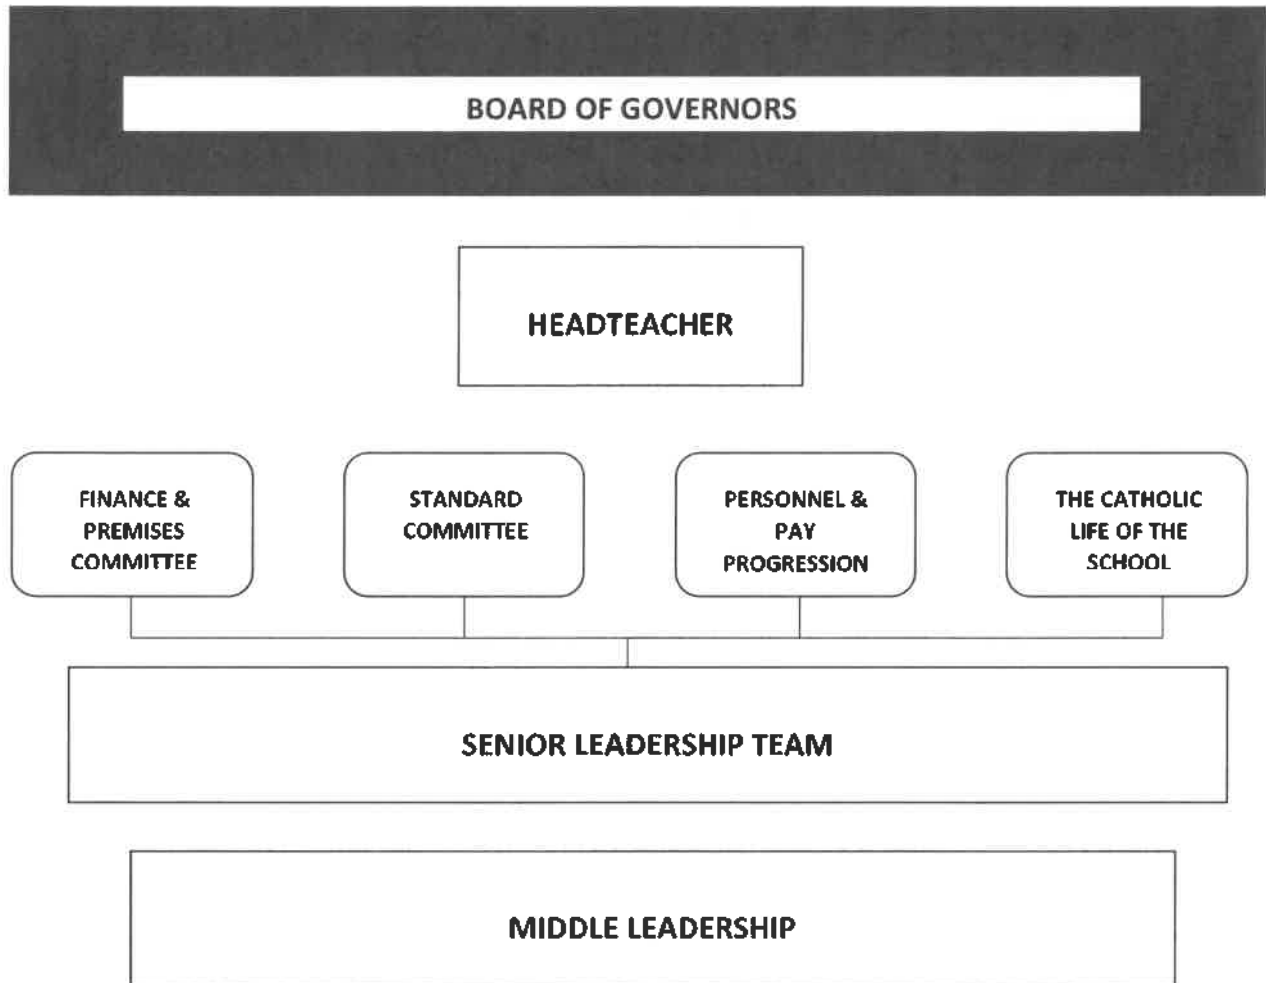 BOARD OF GOVERNORS
HEADTEACHER
FINANCE &
PREMISES
COMMITTEE
STANDARD
COMMITTEE
PERSONNEL &
PAY
PROGRESSION
THE CATHOLIC
LIFE OF THE
SCHOOL
SENIOR LEADERSHIP TEAM
MIDDLE LEADERSHIP